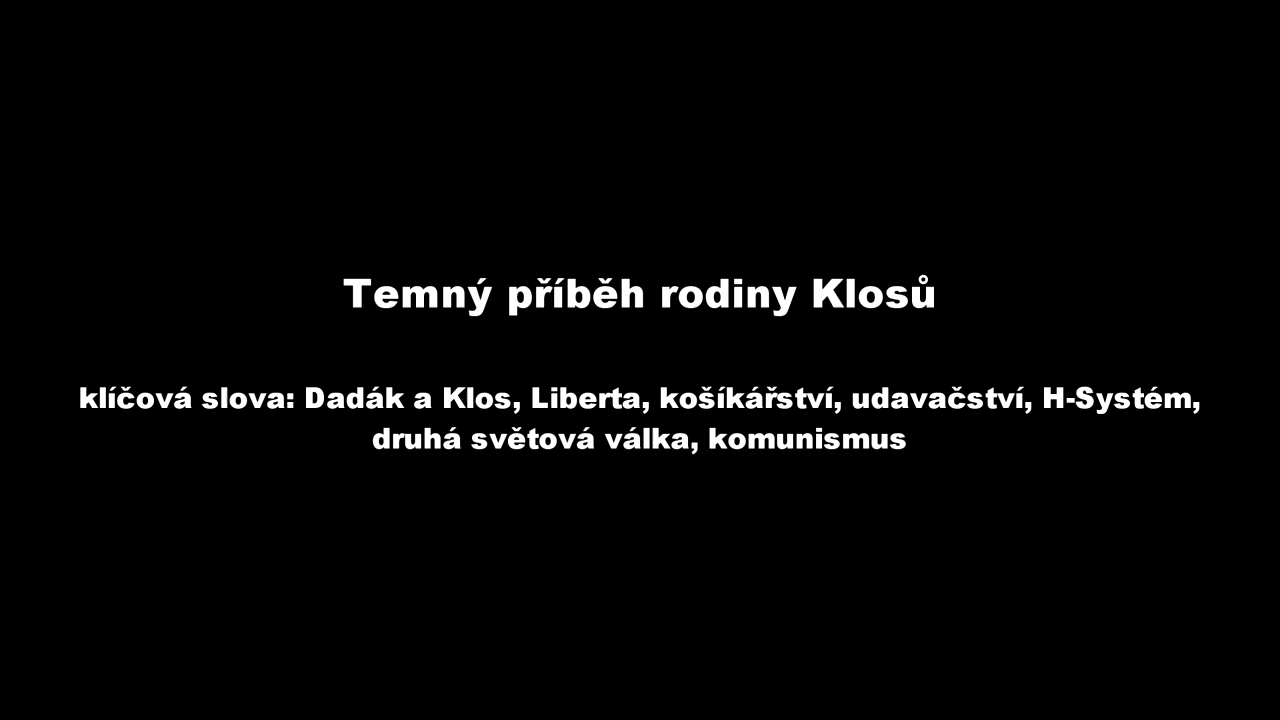 Temný příběh rodiny Klosů
klíčová slova: Dadák a Klos, Liberta, košíkářství, udavačství, H-Systém,
druhá světová válka, komunismus